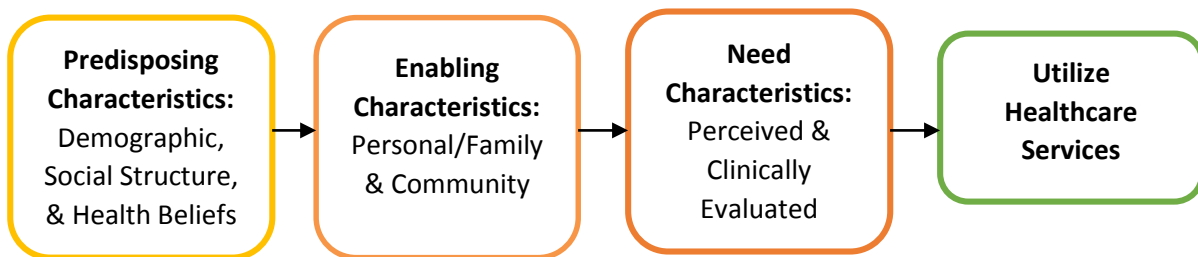 Predisposing
Characteristics:
Demographic,
Social Structure,
& Health Beliefs
Enabling
Characteristics:
Personal/Family
& Community
Need
Characteristics:
Perceived &
Clinically
Evaluated
Utilize
Healthcare
Services